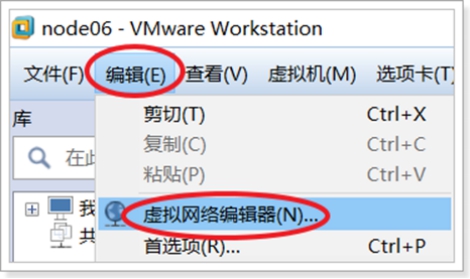 node06 - VMware Workstation
文件(F) 编辑(E) 查看(V) 虚拟机(M) 选项卡(T)
库
剪切(T) Ctrl+X
复制(C) Ctrl+C
在此
粘贴(P) Ctrl+V
我
虚拟网络编辑器(N)...
共
首选项(R)... Ctrl+P